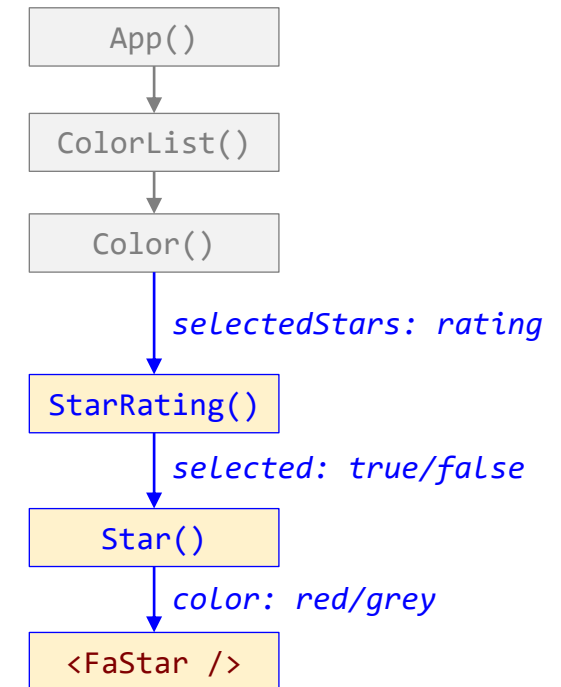 App()
ColorList()
Color()
selectedStars: rating
StarRating()
selected: true/false
Star()
color: red/grey
<FaStar />